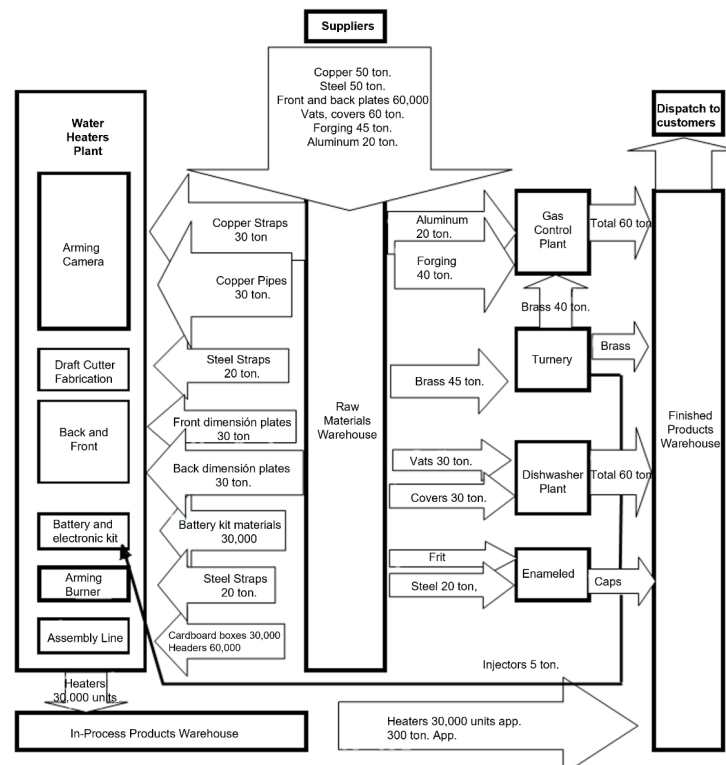 Suppliers
Copper 50 ton.
Steel 50 ton.
Front and back plates 60,000
Vats, covers 60 ton.
Forging 45 ton.
Aluminum 20 ton.
Water
Heaters
Plant
Dispatch to
customers
Arming
Camera
Copper Straps
30 ton
Copper Pipes
30 ton.
Aluminum
20 ton.
Forging
40 ton.
Gas
Control
Plant
Total 60 ton
Brass 40 ton.
Draft Cutter
Fabrication
Steel Straps
20 ton.
Brass 45 ton.
Turnery
Brass
Back and
Front
Front dimensión plates
30 ton
Back dimensión plates
30 ton.
Raw
Materials
Warehouse
Finished
Products
Warehouse
Vats 30 ton.
Covers 30 ton.
Dishwasher
Plant
Total 60 ton.
Battery and
electronic kit
Battery kit materials
30,000
Frit
Steel 20 ton,
Enameled
Caps
Arming
Burner
Steel Straps
20 ton.
Assembly Line
Cardboard boxes 30,000
Headers 60,000
Injectors 5 ton.
Heaters
30,000 units
In-Process Products Warehouse
Heaters 30,000 units app.
300 ton. App.